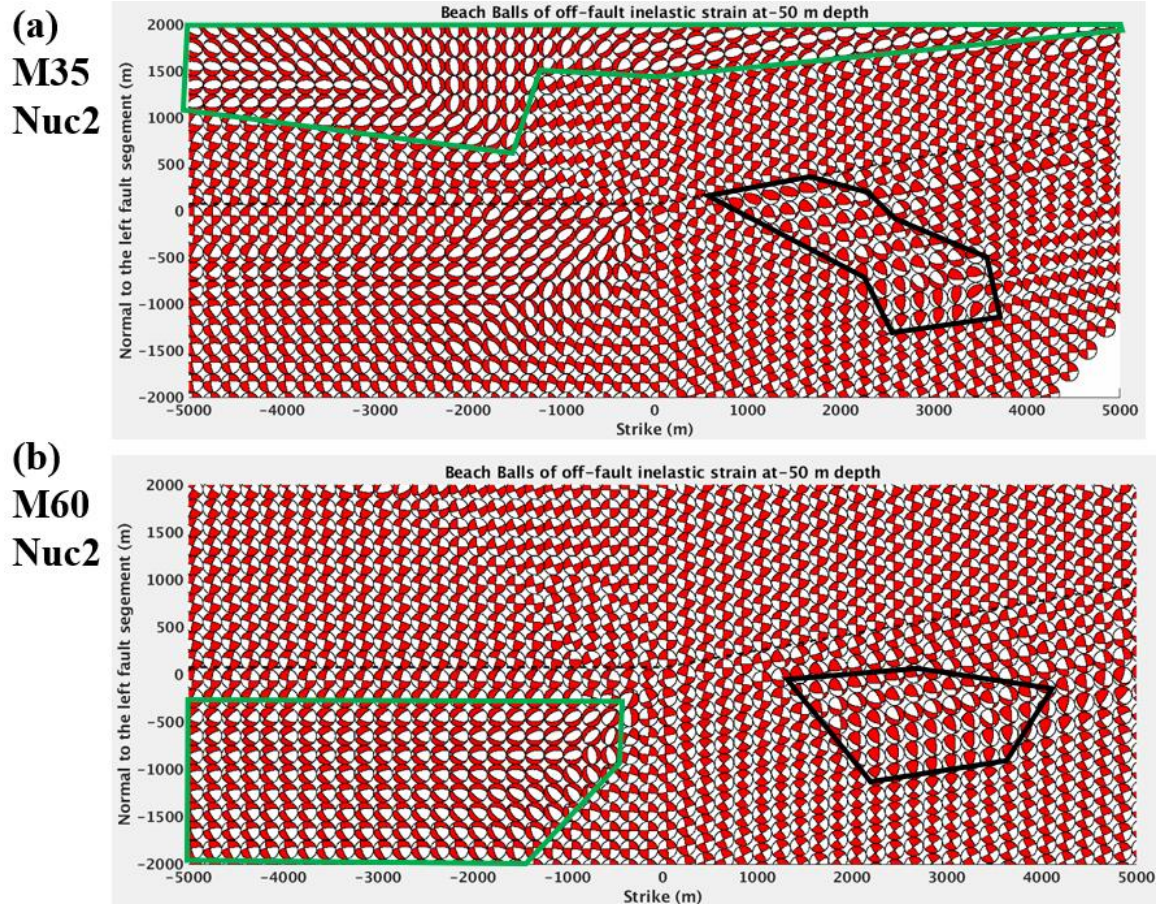 (a)
M35
Nuc2
Beach Balls of off-fault inelastic strain at-50 m depth
Normal to the left fault segement (m)
2000
1500
1000
500
0
-500
-1000
-1500
-2000
-5000 -4000 -3000 -2000 -1000 0 1000 2000 3000 4000 5000
Strike (m)
(b)
M60
Nuc2
Beach Balls of off-fault inelastic strain at-50 m depth
Normal to the left fault segement (m)
2000
1500
1000
500
0
-500
-1000
-1500
-2000
-5000 -4000 -3000 -2000 -1000 0 1000 2000 3000 4000 5000
Strike (m)